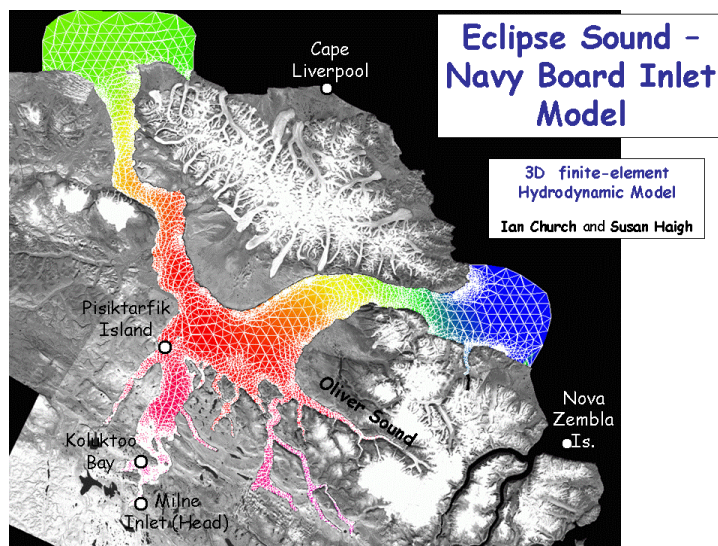 Eclipse Sound –
Navy Board Inlet
Model
3D finite-element
Hydrodynamic Model
Ian Church and Susan Haigh
Cape
Liverpool
Pisiktarfik
Island
Oliver Sound
Nova
Zembla
Is.
Koluktoo
Bay
Milne
Inlet (Head)